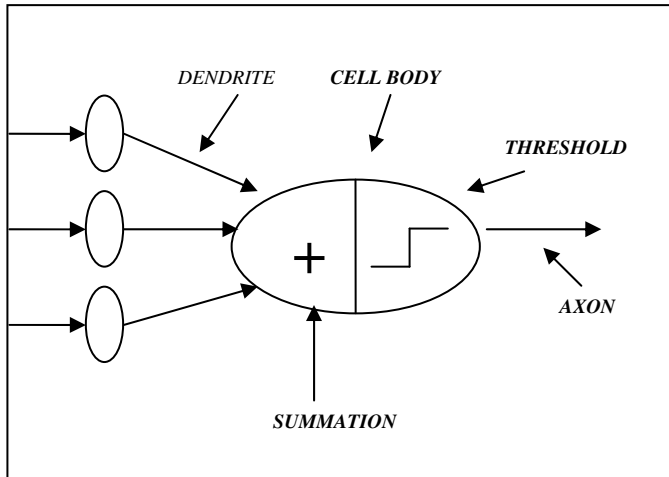 DENDRITE
CELL BODY
THRESHOLD
+
AXON
SUMMATION